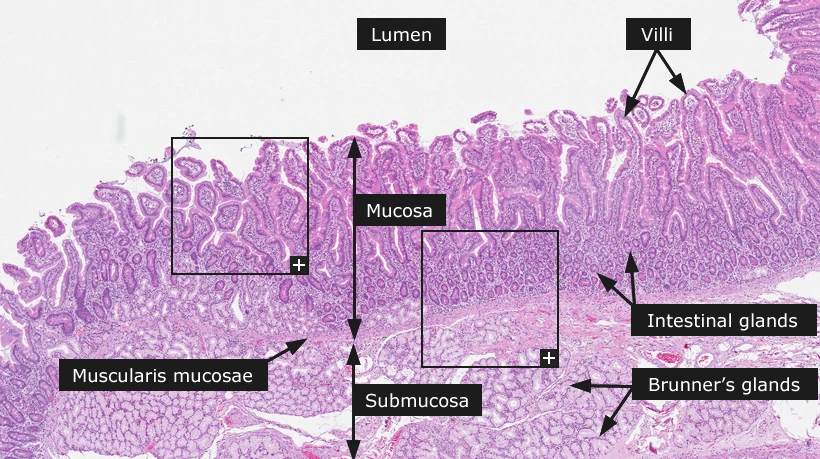 Lumen
Villi
Mucosa
Intestinal glands
Muscularis mucosae
Brunner’s glands
Submucosa